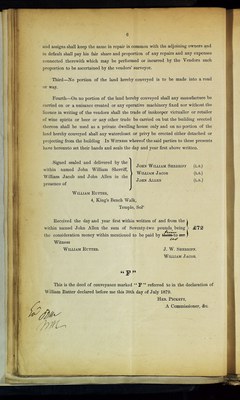 6
and assigns shall keep the same in repair in common with the adjoining owners and
in default shall pay his fair share and proportion of any repairs and any expenses
connected therewith which may be performed or incurred by the Vendors such
proportion to be ascertained by the vendors' surveyor.
Third—No portion of the land hereby conveyed is to be made into a road
or way.
Fourth—On no portion of the land hereby conveyed shall any manufacture be
carried on or a nuisance created or any operative machinery fixed nor without the
licence in writing of the vendors shall the trade of innkeeper victualler or retailer
of wine spirits or beer or any other trade be carried on but the building erected
thereon shall be used as a private Dwelling-house only and on no portion of the
land hereby conveyed shall any watercloset or privy be erected either detached or
projecting from the building In Witness whereof the said parties to these presents
have hereunto set their hands and seals the day and year first above written.
Signed sealed and delivered by the
within named John William Sherriff,
William Jacob and John Allen in the
presence of
John William Sherriff (L.S.)
William Jacob (L.S.)
John Allen (L.S.)
William Butter,
4, King's Bench Walk,
Temple, Solr
Received the day and year first within written of and from the
within named John Allen the sum of Seventy-two pounds being
the consideration money within mentioned to be paid by
£72
Witness
William Butter.
J. W. Sherriff.
William Jacob
"F"
This is the deed of conveyance marked "F" referred to in the declaration of
William Butter declared before me this 30th day of July 1879.
A Commissioner, &c.